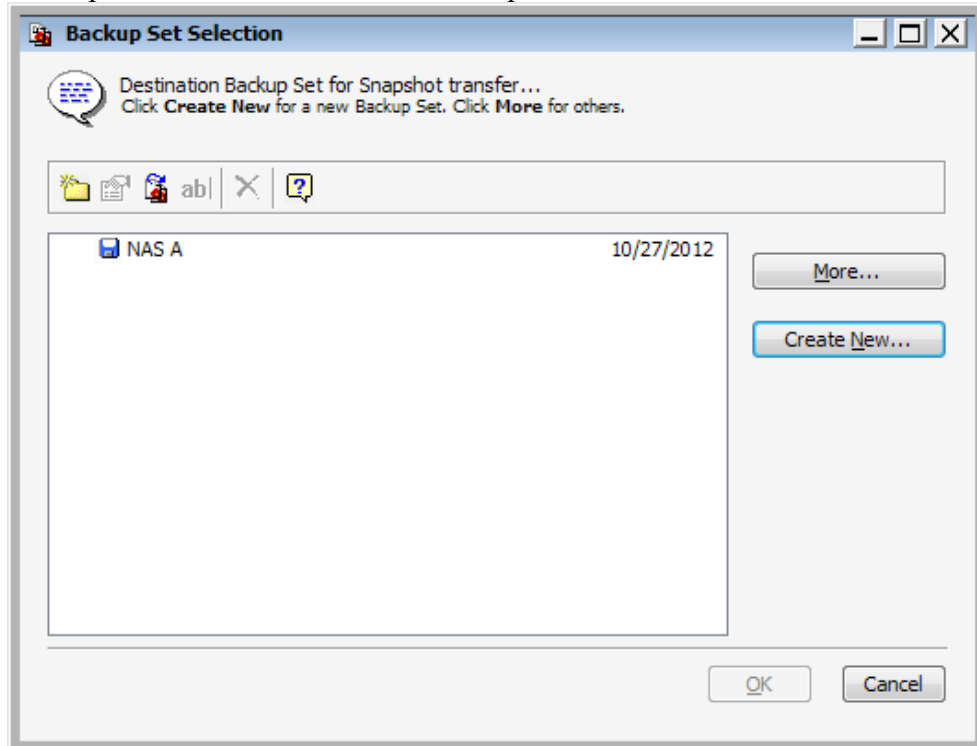 Backup Set Selection
Destination Backup Set for Snapshot transfer...
Click Create New for a new Backup Set. Click More for others.
ab|
NAS A 10/27/2012
More...
Create New...
OK Cancel